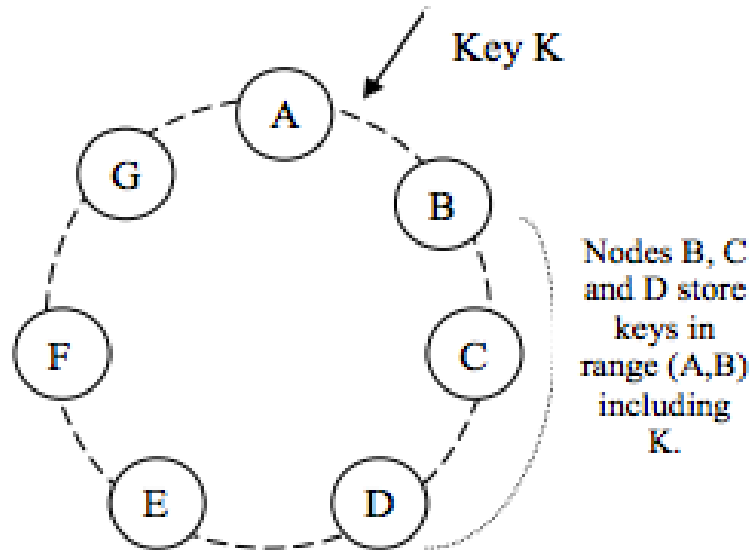 Key K
A
B
G
Nodes B, C
and D store
keys in
range (A,B)
including
K.
F
C
E
D